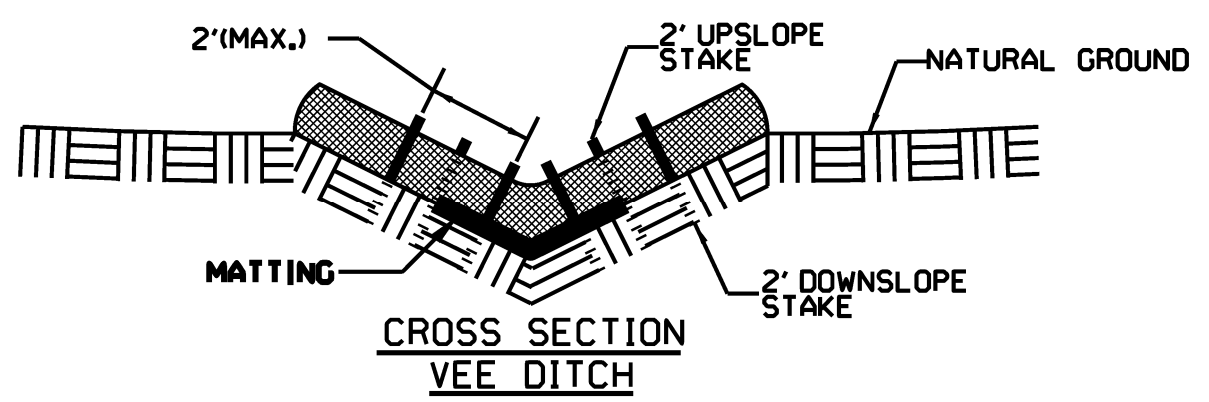 2'(MAX.)
2' UPSLOPE
STAKE
NATURAL GROUND
MATTING
2' DOWNSLOPE
STAKE
CROSS SECTION
VEE DITCH